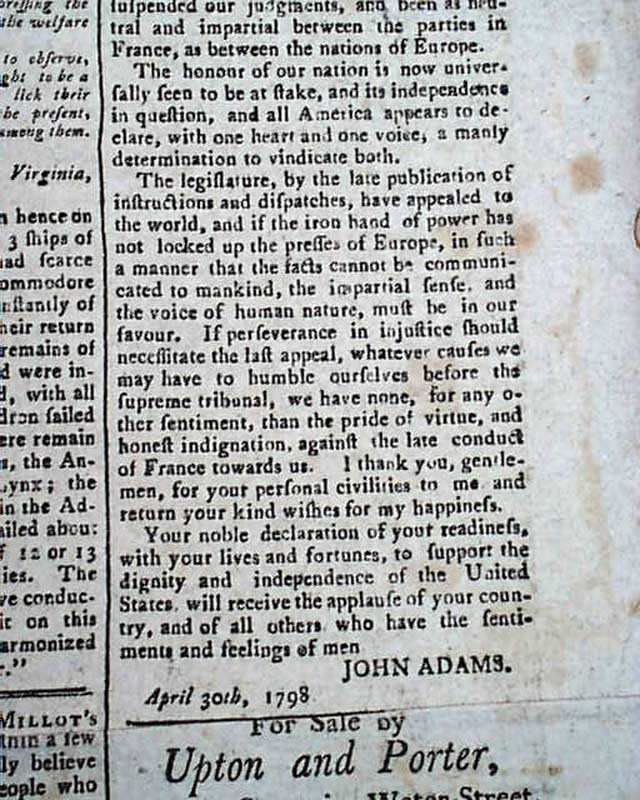 preſſing the
the welfare
to obſerve,
ght to be a
lick their
he preſent,
among them.
Virginia,
n hence on
3 ſhips of
had ſcarce
ommodore
nſtantly of
heir return
remains of
d were in-
d, with all
dron ſailed
ere remain
s, the An-
Lynx; the
in the Ad-
ailed abou:
f 12 or 13
ies. The
ve conduc-
it on this
armonized
."
MILLOT's
thin a few
ly believe
eople who
ſuſpended our judgments, and been as neu-
tral and impartial between the parties in
France, as between the nations of Europe.
The honour of our nation is now univer-
ſally ſeen to be at ſtake, and its independence
in queſtion, and all America appears to de-
clare, with one heart and one voice, a manly
determination to vindicate both.
The legiſlature, by the late publication of
inſtructions and diſpatches, have appealed to
the world, and if the iron hand of power has
not locked up the preſſes of Europe, in ſuch
a manner that the facts cannot be communi-
cated to mankind, the impartial ſenſe, and
the voice of human nature, muſt be in our
favour. If perſeverance in injuſtice ſhould
neceſſitate the laſt appeal, whatever cauſes we
may have to humble ourſelves before the
ſupreme tribunal, we have none, for any o-
ther ſentiment, than the pride of virtue, and
honeſt indignation, againſt the late conduct
of France towards us. I thank you, gentle-
men, for your perſonal civilities to me and
return your kind wiſhes for my happineſs.
Your noble declaration of your readineſs,
with your lives and fortunes, to ſupport the
dignity and independence of the United
States, will receive the applauſe of your coun-
try, and of all others who have the ſenti-
ments and feelings of men
JOHN ADAMS.
April 30th, 1798
For Sale by
Upton and Porter,
Water Street